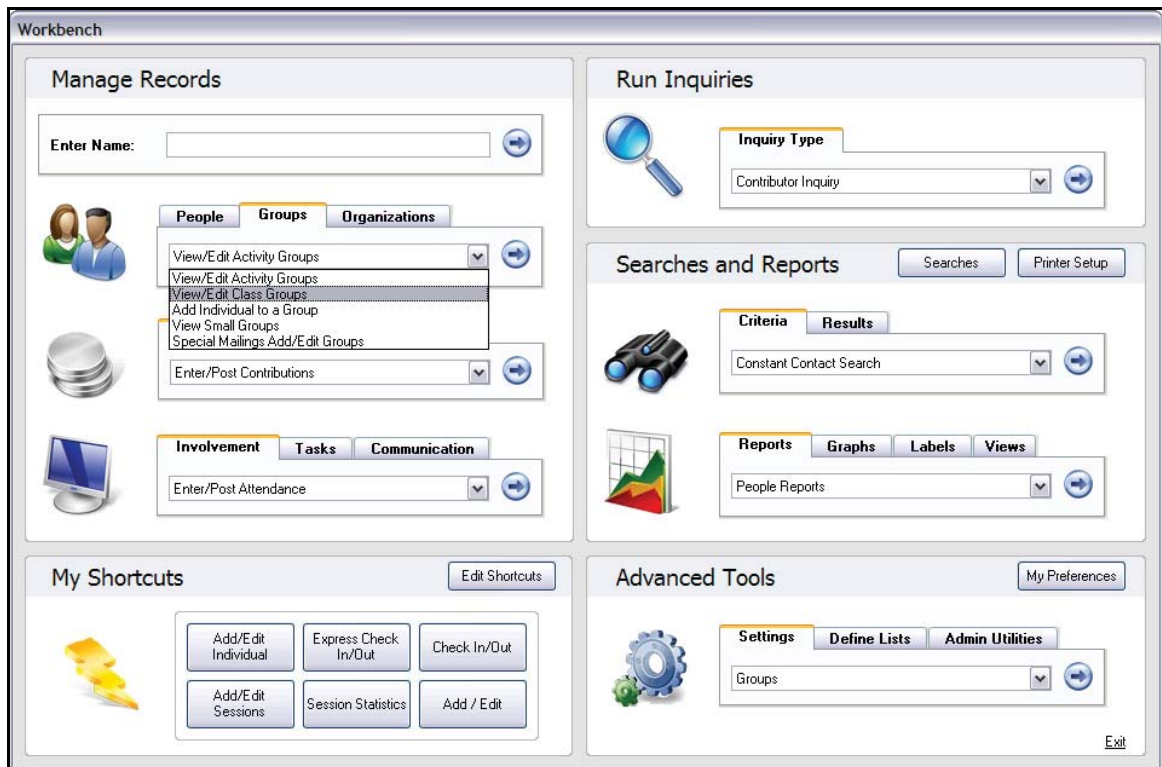 Workbench
Manage Records
Enter Name:
People Groups Organizations
View/Edit Activity Groups
View/Edit Activity Groups
View/Edit Class Groups
Add Individual to a Group
View Small Groups
Special Mailings Add/Edit Groups
Enter/Post Contributions
Involvement Tasks Communication
Enter/Post Attendance
Run Inquiries
Inquiry Type
Contributor Inquiry
Searches and Reports Searches Printer Setup
Criteria Results
Constant Contact Search
Reports Graphs Labels Views
People Reports
My Shortcuts Edit Shortcuts
Add/Edit
Individual
Express Check
In/Out
Check In/Out
Add/Edit
Sessions
Session Statistics
Add / Edit
Advanced Tools My Preferences
Settings Define Lists Admin Utilities
Groups
Exit